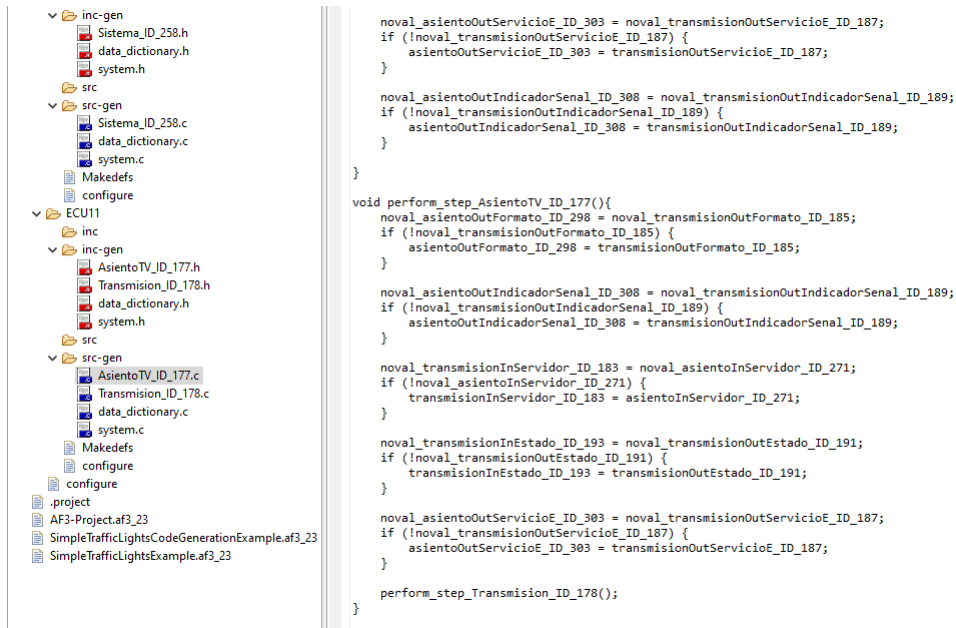 inc-gen
Sistema_ID_258.h
data_dictionary.h
system.h
src
src-gen
Sistema_ID_258.c
data_dictionary.c
system.c
Makedefs
configure
ECU11
inc
inc-gen
AsientoTV_ID_177.h
Transmision_ID_178.h
data_dictionary.h
system.h
src
src-gen
AsientoTV_ID_177.c
Transmision_ID_178.c
data_dictionary.c
system.c
Makedefs
configure
configure
.project
AF3-Project.af3_23
SimpleTrafficLightsCodeGenerationExample.af3_23
SimpleTrafficLightsExample.af3_23
noval_asientoOutServicioE_ID_303 = noval_transmisionOutServicioE_ID_187;
if (!noval_transmisionOutServicioE_ID_187) {
asientoOutServicioE_ID_303 = transmisionOutServicioE_ID_187;
}
noval_asientoOutIndicadorSenal_ID_308 = noval_transmisionOutIndicadorSenal_ID_189;
if (!noval_transmisionOutIndicadorSenal_ID_189) {
asientoOutIndicadorSenal_ID_308 = transmisionOutIndicadorSenal_ID_189;
}
}
void perform_step_AsientoTV_ID_177(){
noval_asientoOutFormato_ID_298 = noval_transmisionOutFormato_ID_185;
if (!noval_transmisionOutFormato_ID_185) {
asientoOutFormato_ID_298 = transmisionOutFormato_ID_185;
}
noval_asientoOutIndicadorSenal_ID_308 = noval_transmisionOutIndicadorSenal_ID_189;
if (!noval_transmisionOutIndicadorSenal_ID_189) {
asientoOutIndicadorSenal_ID_308 = transmisionOutIndicadorSenal_ID_189;
}
noval_transmisionInServidor_ID_183 = noval_asientoInServidor_ID_271;
if (!noval_asientoInServidor_ID_271) {
transmisionInServidor_ID_183 = asientoInServidor_ID_271;
}
noval_transmisionInEstado_ID_193 = noval_transmisionOutEstado_ID_191;
if (!noval_transmisionOutEstado_ID_191) {
transmisionInEstado_ID_193 = transmisionOutEstado_ID_191;
}
noval_asientoOutServicioE_ID_303 = noval_transmisionOutServicioE_ID_187;
if (!noval_transmisionOutServicioE_ID_187) {
asientoOutServicioE_ID_303 = transmisionOutServicioE_ID_187;
}
perform_step_Transmision_ID_178();
}